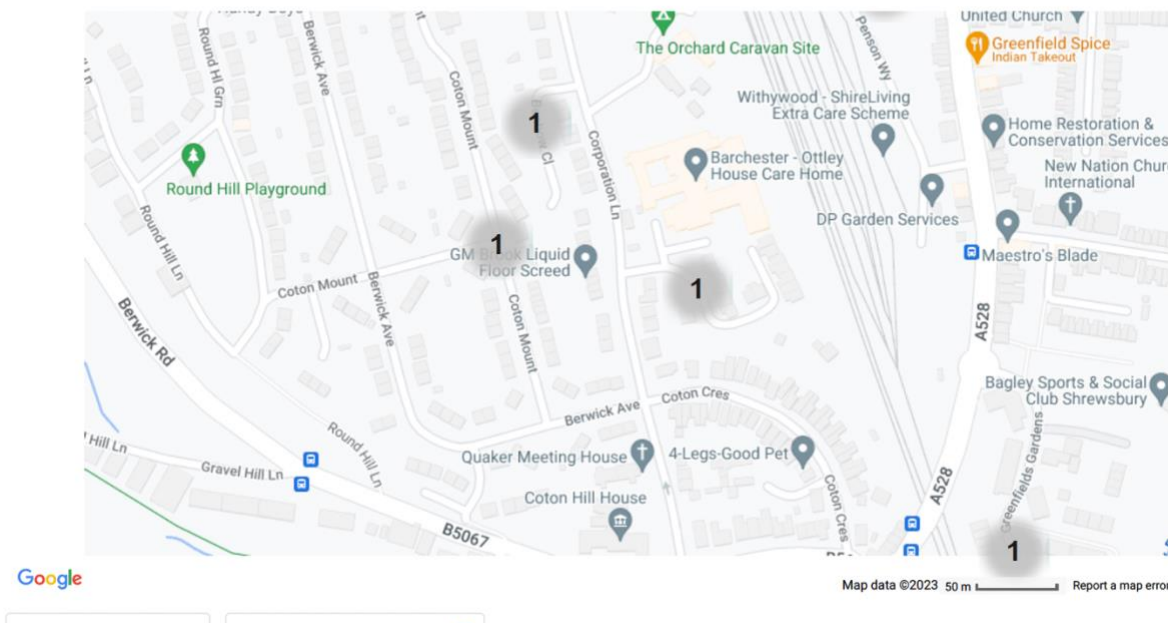 United Church
Greenfield Spice
Indian Takeout
The Orchard Caravan Site
Penson Wy
Berwick Ave
Round Hl Grn
Coton Mount
1
Cl
Corporation Ln
Withywood - ShireLiving
Extra Care Scheme
Home Restoration &
Conservation Services
Barchester - Ottley
House Care Home
New Nation
International
Round Hill Playground
DP Garden Services
Round Hill Ln
1
GM Brook Liquid
Floor Screed
Maestro's Blade
Coton Mount
Berwick Ave
1
Berwick Rd
Coton Mount
A528
Bagley Sports & Social
Club Shrewsbury
Coton Cres
Berwick Ave
Round Hill Ln
Hill Ln
Gravel Hill Ln
Quaker Meeting House
4-Legs-Good Pet
Greenfields Gardens
Coton Hill House
Coton Cres
A528
B5067
1
Google
Map data ©2023
50 m
Report a map error